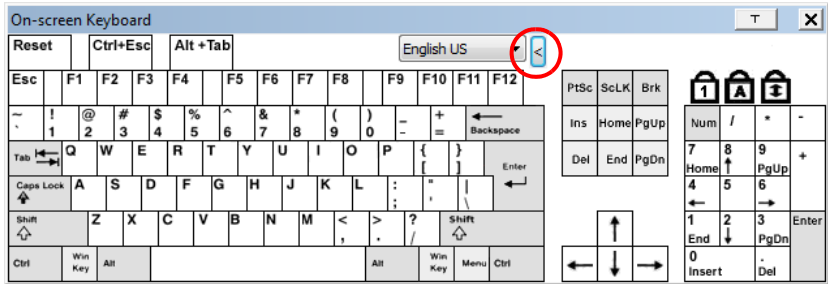 On-screen Keyboard T X
Reset Ctrl+Esc Alt +Tab English US <
Esc F1 F2 F3 F4 F5 F6 F7 F8 F9 F10 F11 F12 PtSc ScLK Brk 1 A
~ ! @ # $ % ^ & * ( ) _ +
` 1 2 3 4 5 6 7 8 9 0 - = Backspace Ins Home PgUp Num / * -
Tab Q W E R T Y U I O P { } Enter Del End PgDn 7 8 9 +
[ ] Home PgUp
Caps Lock A S D F G H J K L : " | 4 5 6
; ' \
Shift Z X C V B N M < > ? Shift 1 2 3 Enter
, . / End PgDn
Ctrl Win Key Alt Alt Win Key Menu Ctrl 0 .
Insert Del